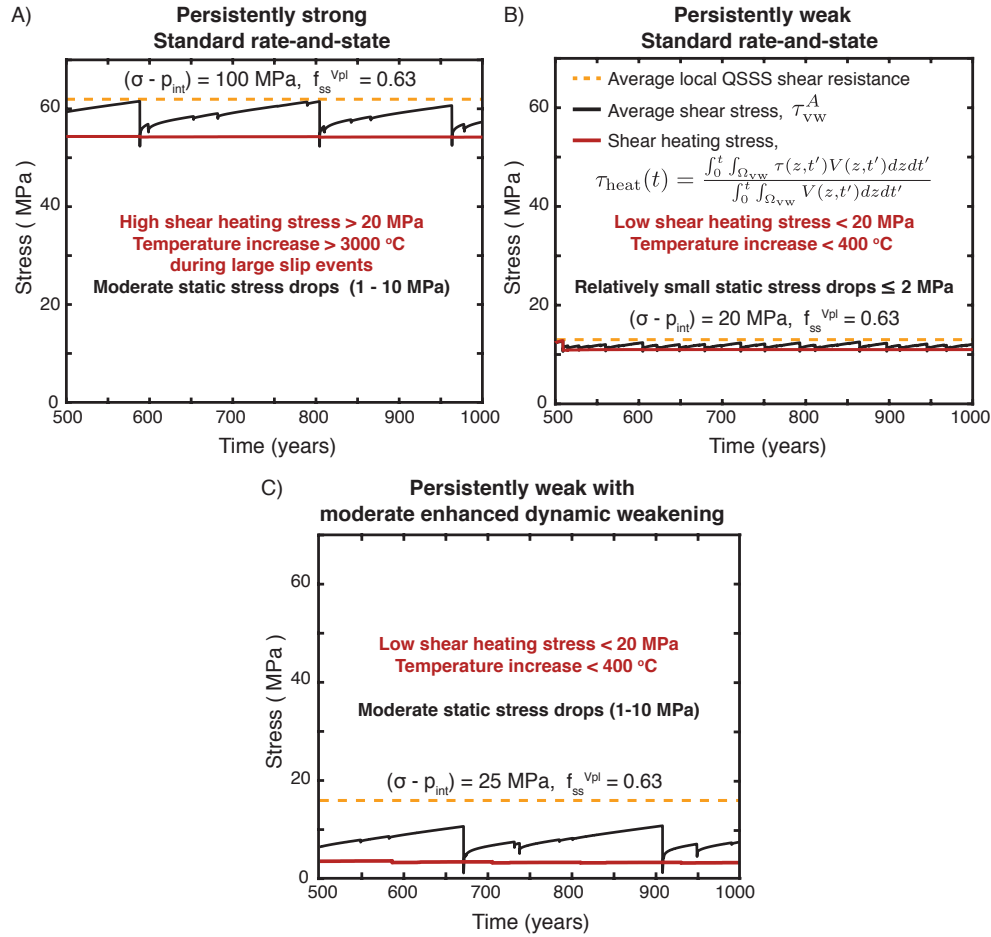 A)
Persistently strong
Standard rate-and-state
(σ - p_int) = 100 MPa, f_ss^Vpl = 0.63
High shear heating stress > 20 MPa
Temperature increase > 3000 °C
during large slip events
Moderate static stress drops (1 - 10 MPa)
Stress ( MPa )
60
40
20
0
500 600 700 800 900 1000
Time (years)
B)
Persistently weak
Standard rate-and-state
Average local QSSS shear resistance
Average shear stress, τ_vw^A
Shear heating stress,
τ_heat(t) = ∫_0^t ∫_Ω_vw τ(z,t′)V(z,t′)dzdt′ / ∫_0^t ∫_Ω_vw V(z,t′)dzdt′
Low shear heating stress < 20 MPa
Temperature increase < 400 °C
Relatively small static stress drops ≤ 2 MPa
(σ - p_int) = 20 MPa, f_ss^Vpl = 0.63
Stress ( MPa )
60
40
20
0
500 600 700 800 900 1000
Time (years)
C)
Persistently weak with
moderate enhanced dynamic weakening
Low shear heating stress < 20 MPa
Temperature increase < 400 °C
Moderate static stress drops (1-10 MPa)
(σ - p_int) = 25 MPa, f_ss^Vpl = 0.63
Stress ( MPa )
60
40
20
0
500 600 700 800 900 1000
Time (years)